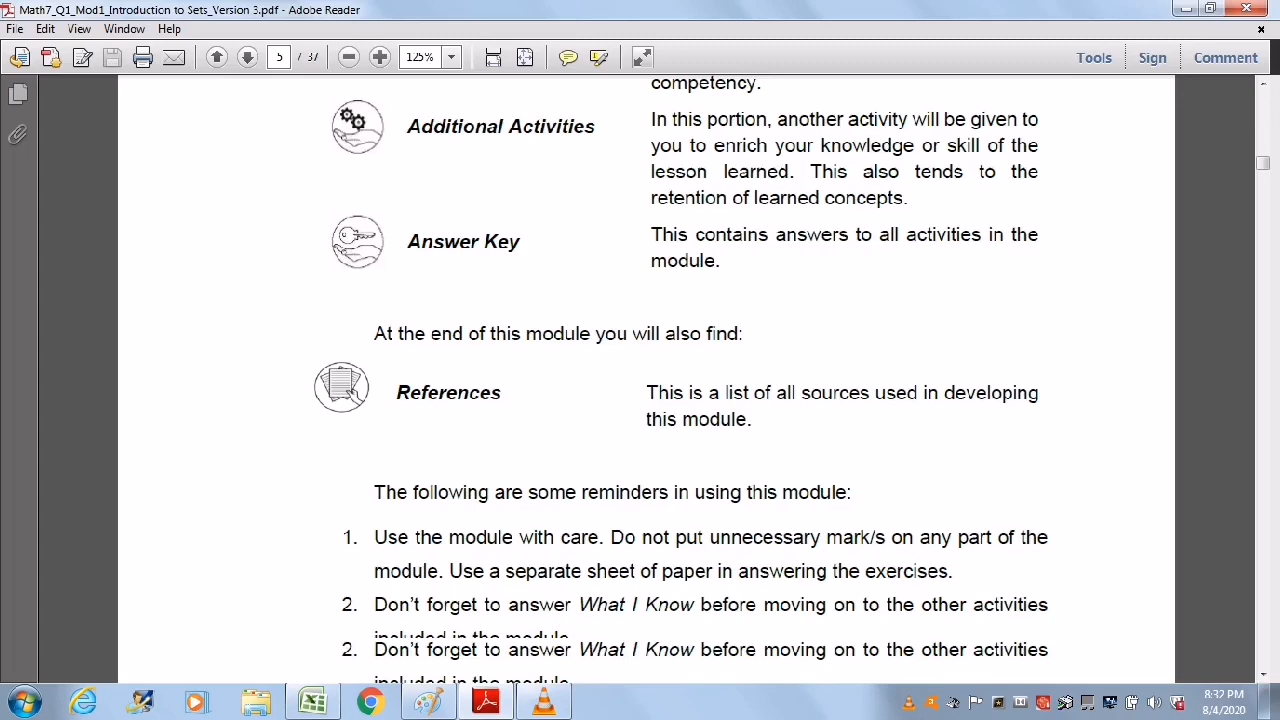 Math7_Q1_Mod1_Introduction to Sets_Version 3.pdf - Adobe Reader
File Edit View Window Help
5 / 37 125% Tools Sign Comment
competency.
Additional Activities In this portion, another activity will be given to
you to enrich your knowledge or skill of the
lesson learned. This also tends to the
retention of learned concepts.
Answer Key This contains answers to all activities in the
module.
At the end of this module you will also find:
References This is a list of all sources used in developing
this module.
The following are some reminders in using this module:
1. Use the module with care. Do not put unnecessary mark/s on any part of the
module. Use a separate sheet of paper in answering the exercises.
2. Don't forget to answer What I Know before moving on to the other activities
included in the module.
2. Don't forget to answer What I Know before moving on to the other activities
included in the module.
8:32 PM
8/4/2020